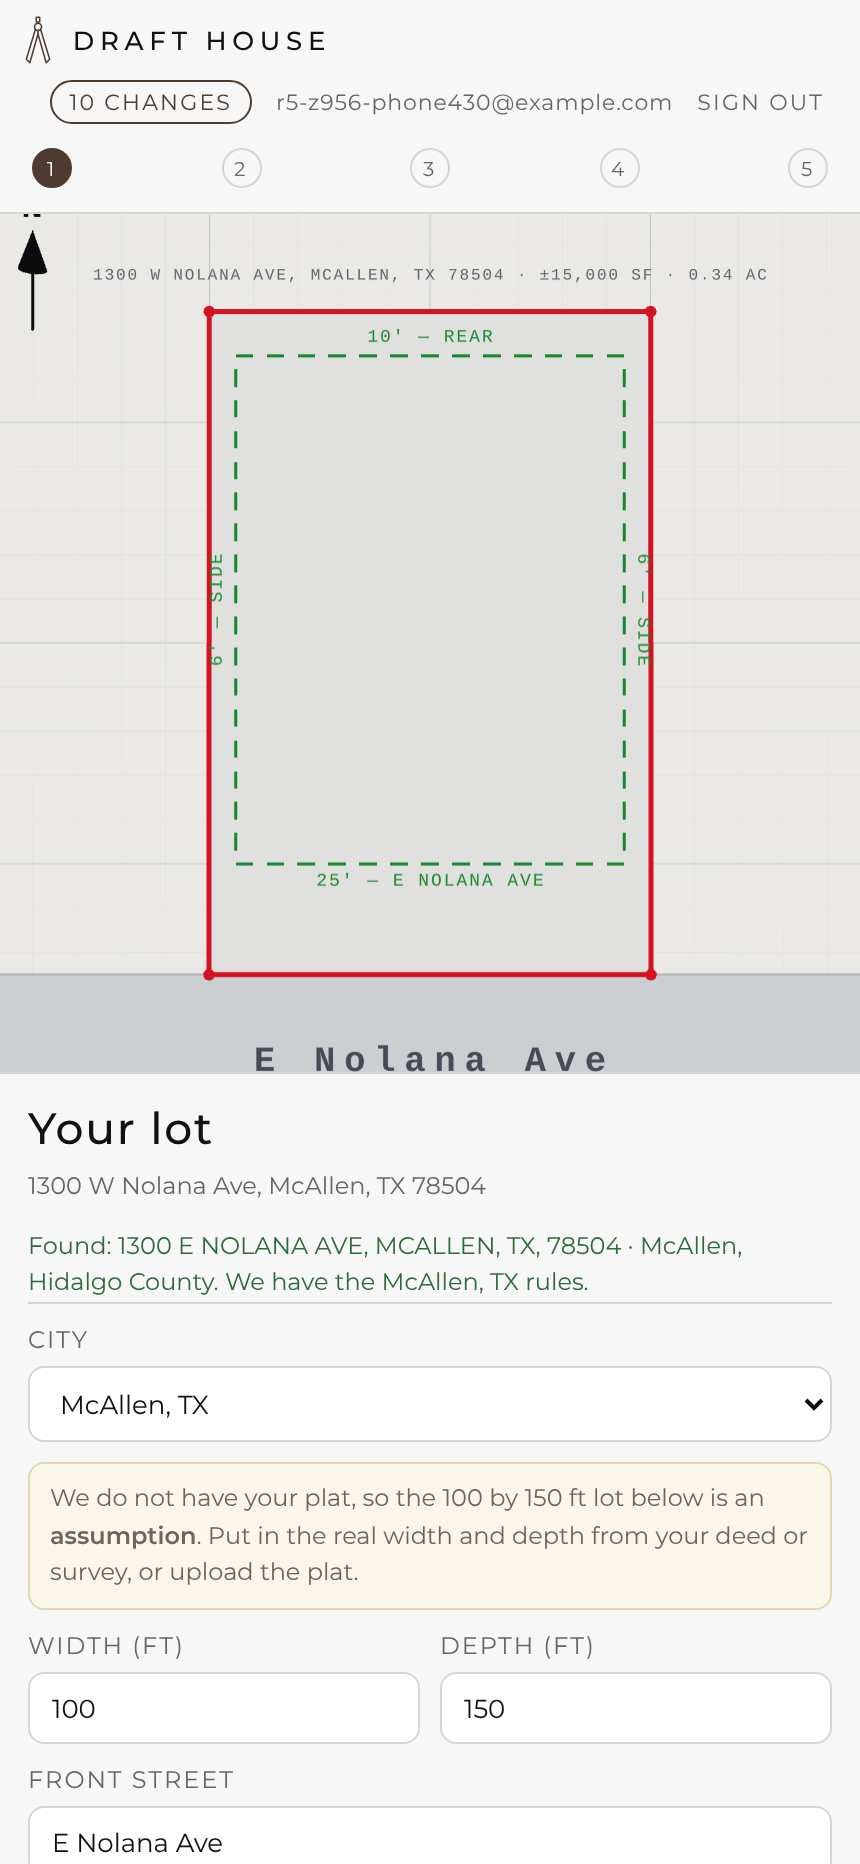 DRAFT HOUSE
10 CHANGES r5-z956-phone430@example.com SIGN OUT
1 2 3 4 5
N
1300 W NOLANA AVE, MCALLEN, TX 78504 · ±15,000 SF · 0.34 AC
10' — REAR
6' — SIDE
6' — SIDE
25' — E NOLANA AVE
E Nolana Ave
Your lot
1300 W Nolana Ave, McAllen, TX 78504
Found: 1300 E NOLANA AVE, MCALLEN, TX, 78504 · McAllen,
Hidalgo County. We have the McAllen, TX rules.
CITY
McAllen, TX
We do not have your plat, so the 100 by 150 ft lot below is an
assumption. Put in the real width and depth from your deed or
survey, or upload the plat.
WIDTH (FT) DEPTH (FT)
100 150
FRONT STREET
E Nolana Ave